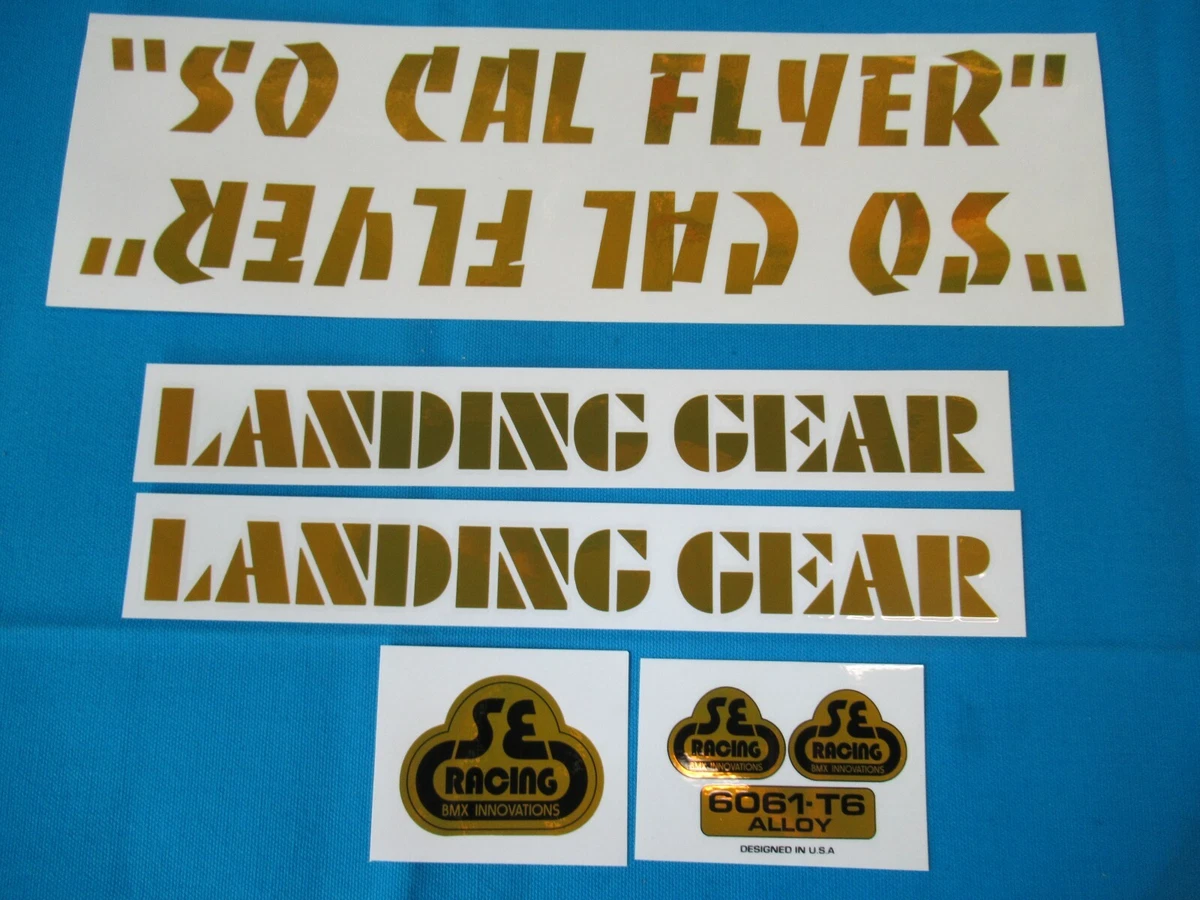 "SO CAL FLYER"
"SO CAL FLYER"
LANDING GEAR
LANDING GEAR
SE
RACING
BMX INNOVATIONS
SE
RACING
BMX INNOVATIONS
SE
RACING
BMX INNOVATIONS
6061-T6
ALLOY
DESIGNED IN U.S.A